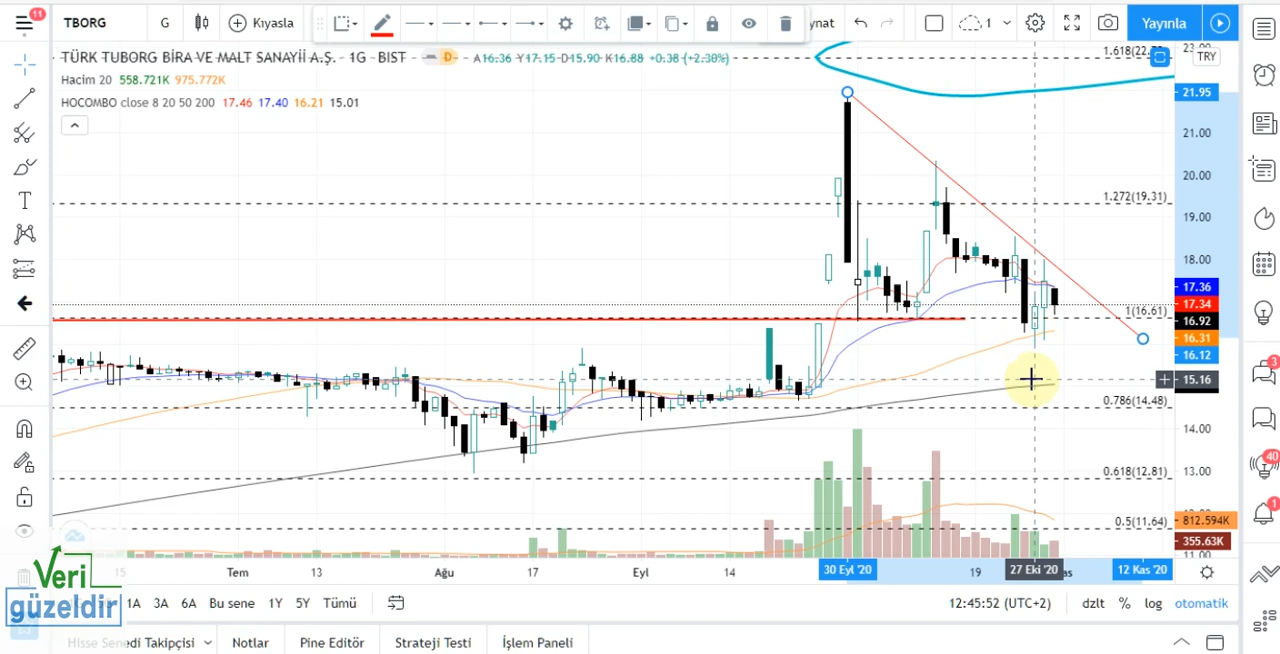 11
TBORG
G
Kıyasla
ynat
1
Yayınla
TÜRK TUBORG BİRA VE MALT SANAYİİ A.Ş. 1G BIST
D
A16.36 Y17.15 D15.90 K16.88 +0.38 (+2.30%)
Hacim 20 558.721K 975.772K
HOCOMBO close 8 20 50 200 17.46 17.40 16.21 15.01
TRY
21.95
21.00
20.00
19.00
18.00
17.36
17.34
16.92
16.31
16.12
15.16
14.00
13.00
812.594K
355.63K
11.00
1.272(19.31)
1(16.61)
0.786(14.48)
0.618(12.81)
0.5(11.64)
15
Tem
13
Ağu
17
Eyl
14
30 Eyl '20
19
27 Eki '20
12 Kas '20
Veri
güzeldir
1A
3A
6A
Bu sene
1Y
5Y
Tümü
12:45:52 (UTC+2)
dzlt
%
log
otomatik
Hisse Senedi Takipçisi
Notlar
Pine Editör
Strateji Testi
İşlem Paneli
3
40
1